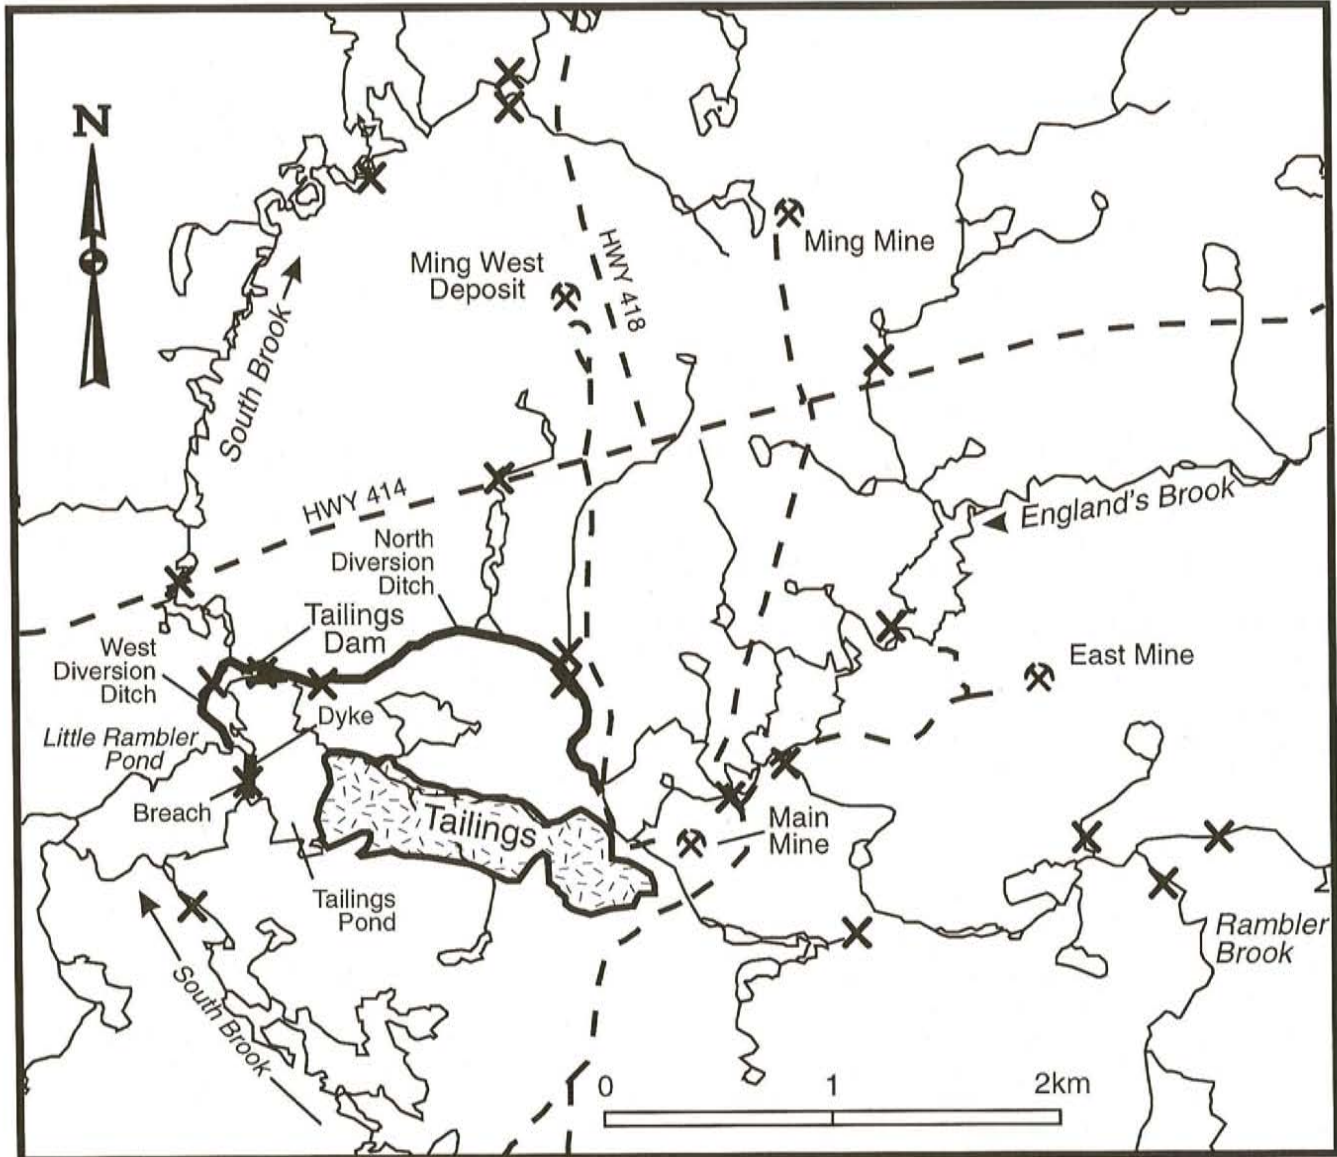 N
Ming Mine
Ming West
Deposit
HWY 418
South Brook
HWY 414
England's Brook
North
Diversion
Ditch
Tailings
Dam
West
Diversion
Ditch
East Mine
Dyke
Little Rambler
Pond
Breach
Tailings
Main
Mine
Tailings
Pond
Rambler
Brook
South Brook
0 1 2km